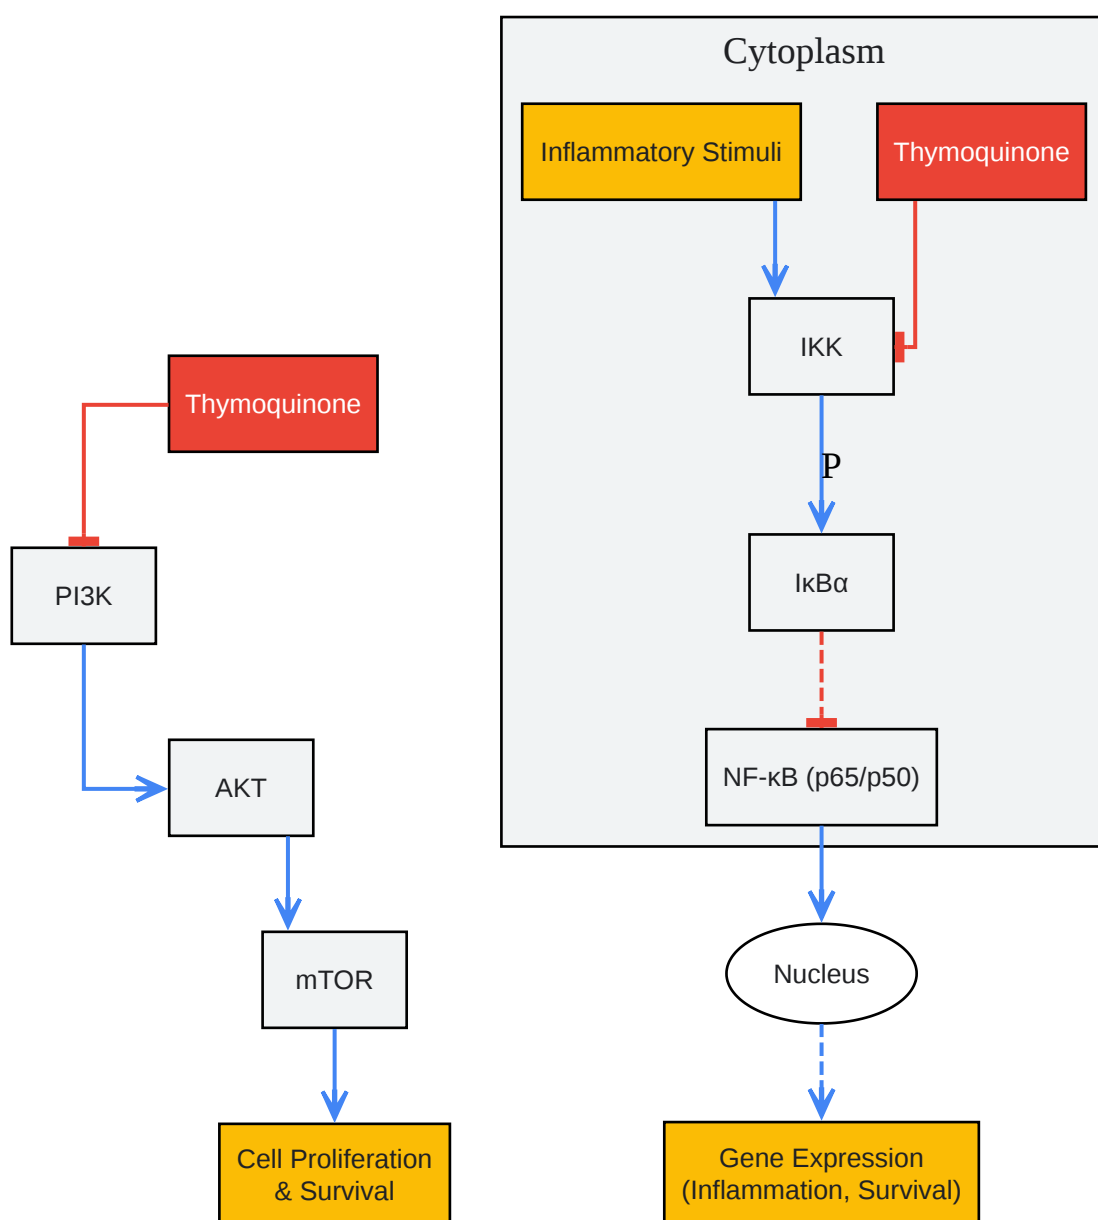 Cytoplasm
Inflammatory Stimuli
Thymoquinone
IKK
P
IκBα
NF-κB (p65/p50)
Nucleus
Gene Expression
(Inflammation, Survival)
Thymoquinone
PI3K
AKT
mTOR
Cell Proliferation
& Survival